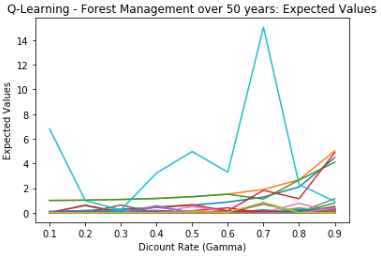 Q-Learning - Forest Management over 50 years: Expected Values
14
12
10
8
6
4
2
0
Expected Values
0.1 0.2 0.3 0.4 0.5 0.6 0.7 0.8 0.9
Dicount Rate (Gamma)